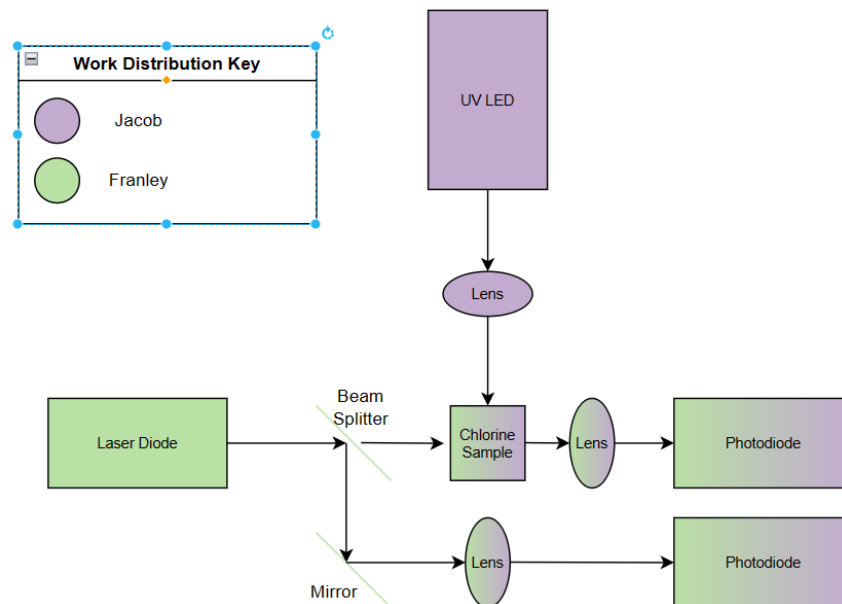 Work Distribution Key
Jacob
Franley
UV LED
Lens
Beam
Splitter
Laser Diode
Chlorine
Sample
Lens
Photodiode
Lens
Photodiode
Mirror